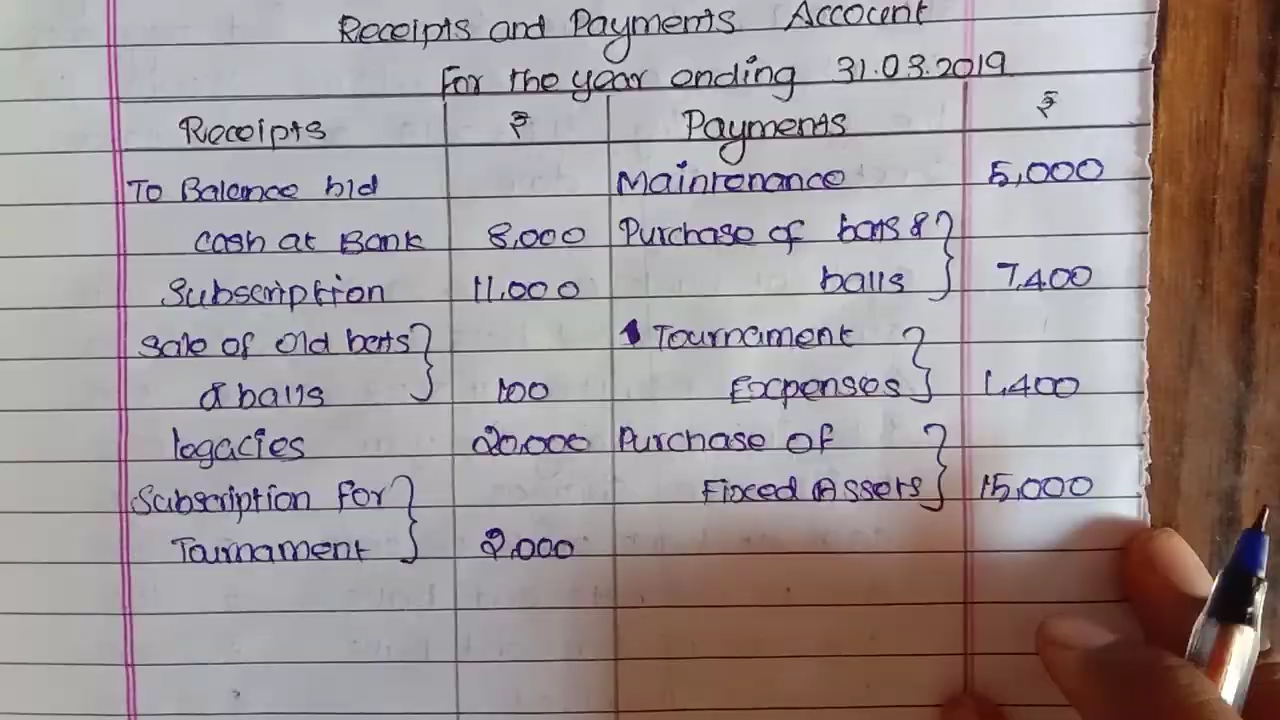 Receipts and Payments Account
For the year ending 31.03.2019
Receipts ₹ Payments ₹
To Balance b/d Maintenance 5,000
Cash at Bank 8,000 Purchase of bats &
balls 7,400
Subscription 11,000
Sale of Old bats Tournament
& balls 100 Expenses 1,400
legacies 20,000 Purchase of
Subscription for Fixed Assets 15,000
Tournament 2,000